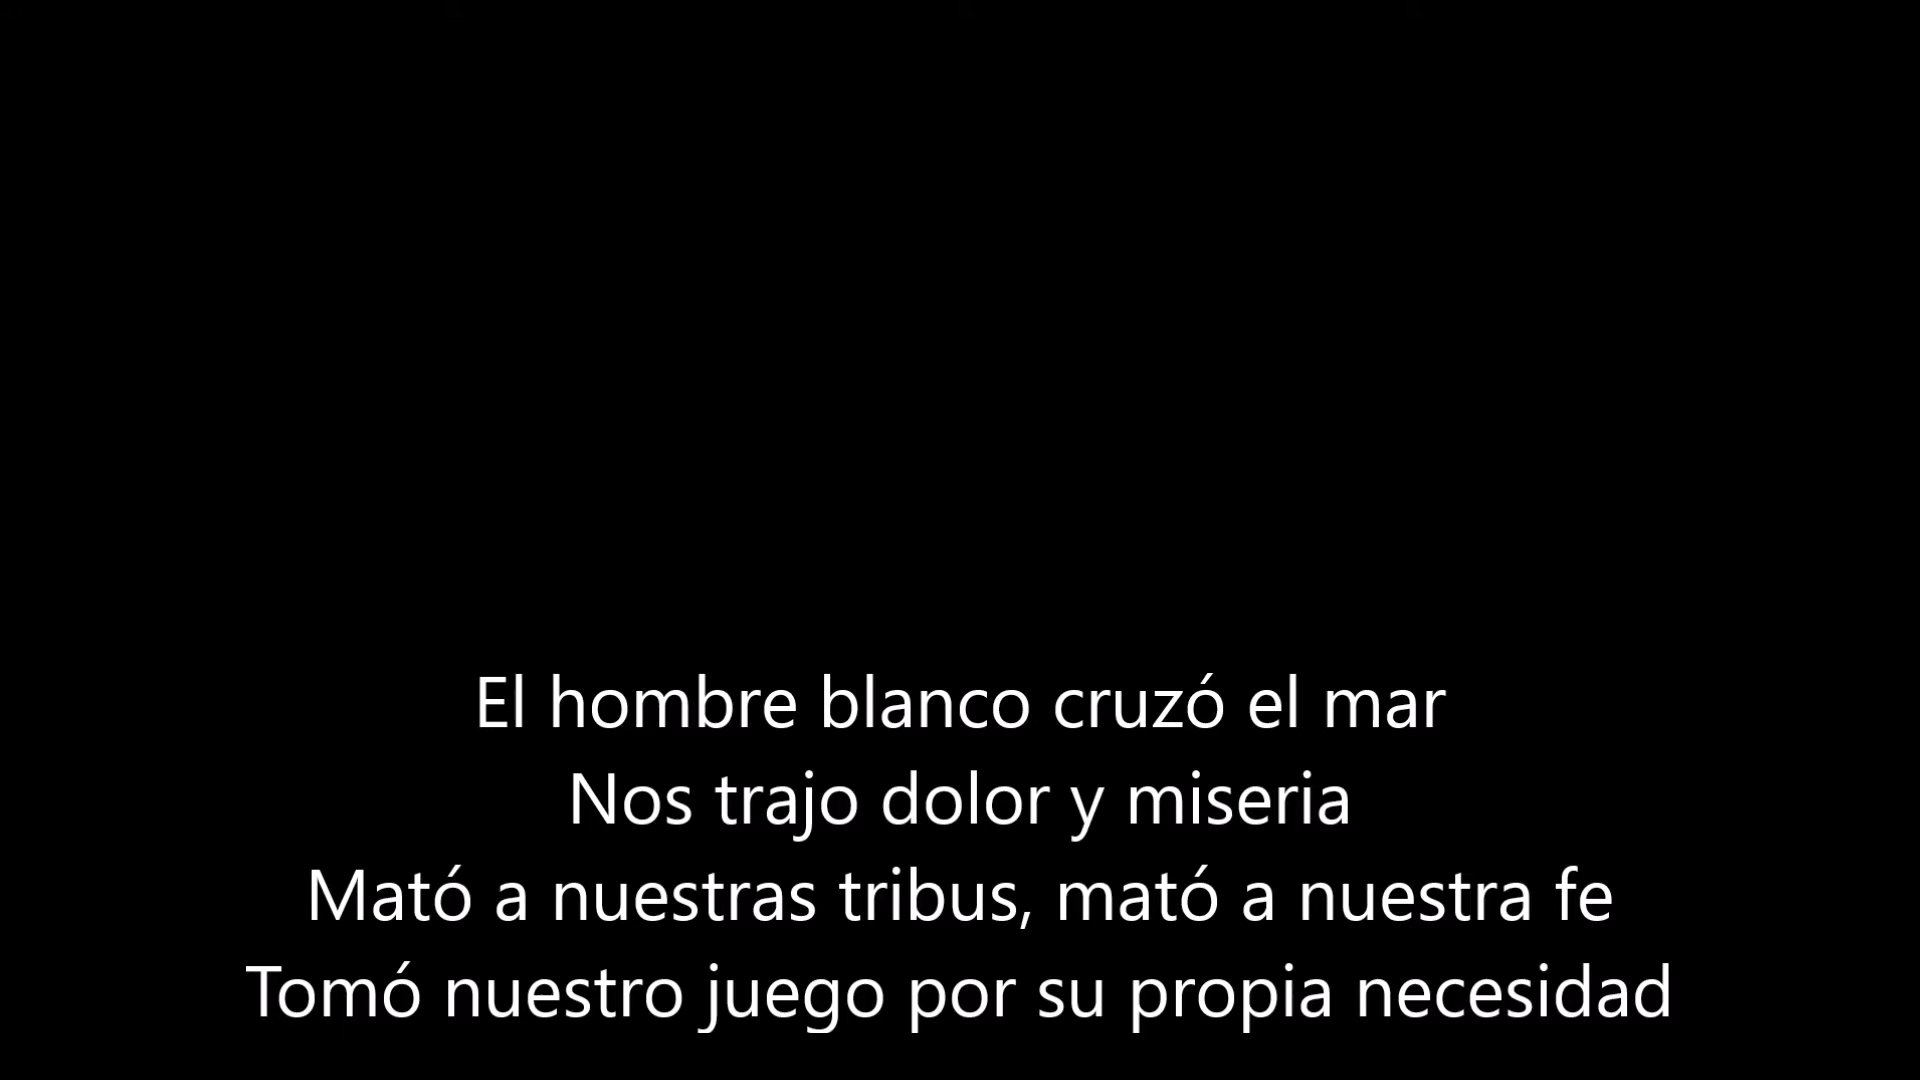 El hombre blanco cruzó el mar
Nos trajo dolor y miseria
Mató a nuestras tribus, mató a nuestra fe
Tomó nuestro juego por su propia necesidad